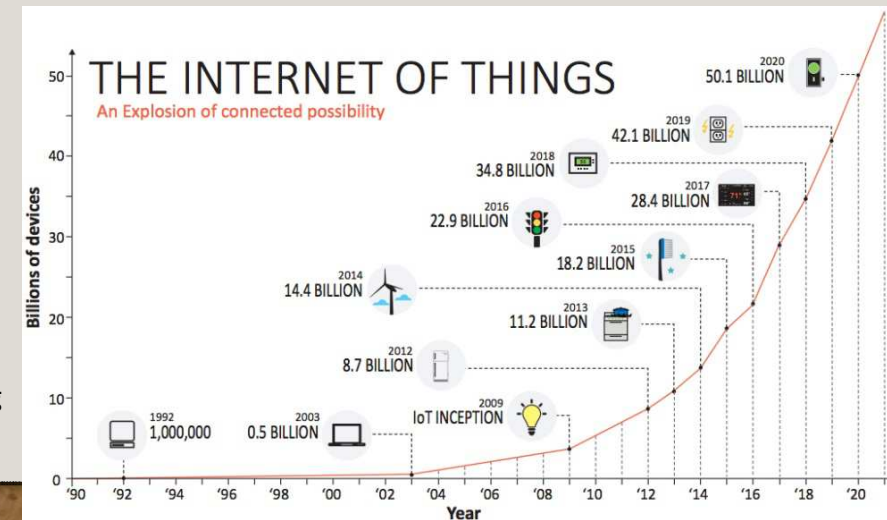 THE INTERNET OF THINGS
An Explosion of connected possibility
Billions of devices
50
40
30
20
10
0
2020
50.1 BILLION
2019
42.1 BILLION
2018
34.8 BILLION
2017
28.4 BILLION
2016
22.9 BILLION
2015
18.2 BILLION
2014
14.4 BILLION
2013
11.2 BILLION
2012
8.7 BILLION
2009
IoT INCEPTION
2003
0.5 BILLION
1992
1,000,000
'90 '92 '94 '96 '98 '00 '02 '04 '06 '08 '10 '12 '14 '16 '18 '20
Year